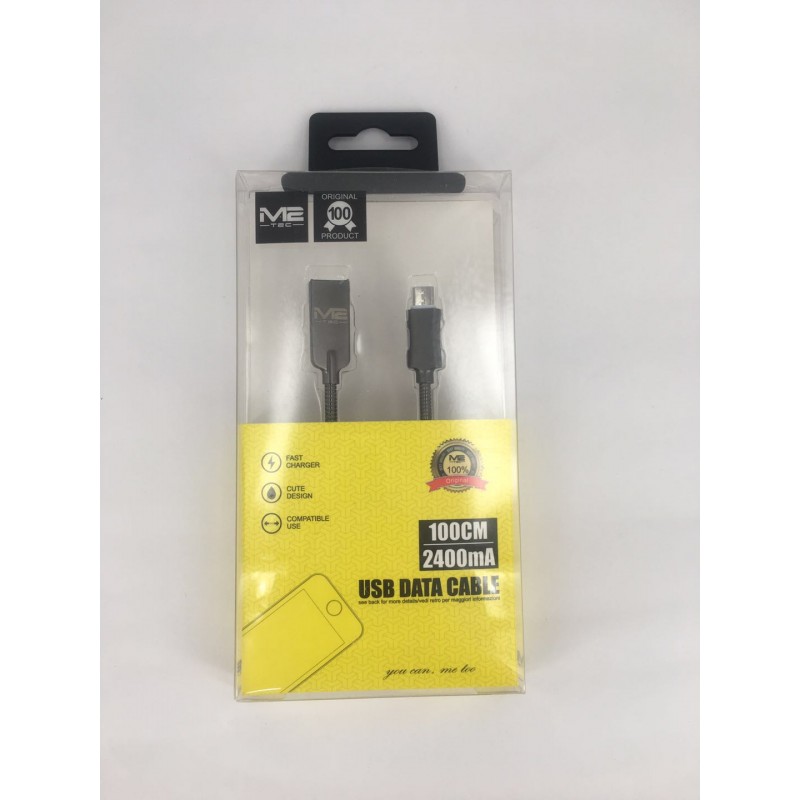 M2
TEC
ORIGINAL
100
PRODUCT
M2
TEC
FAST
CHARGER
CUTE
DESIGN
COMPATIBLE
USE
M2
100%
Original
100CM
2400mA
USB DATA CABLE
see back for more details/vedi retro per maggiori informazioni
you can, me too